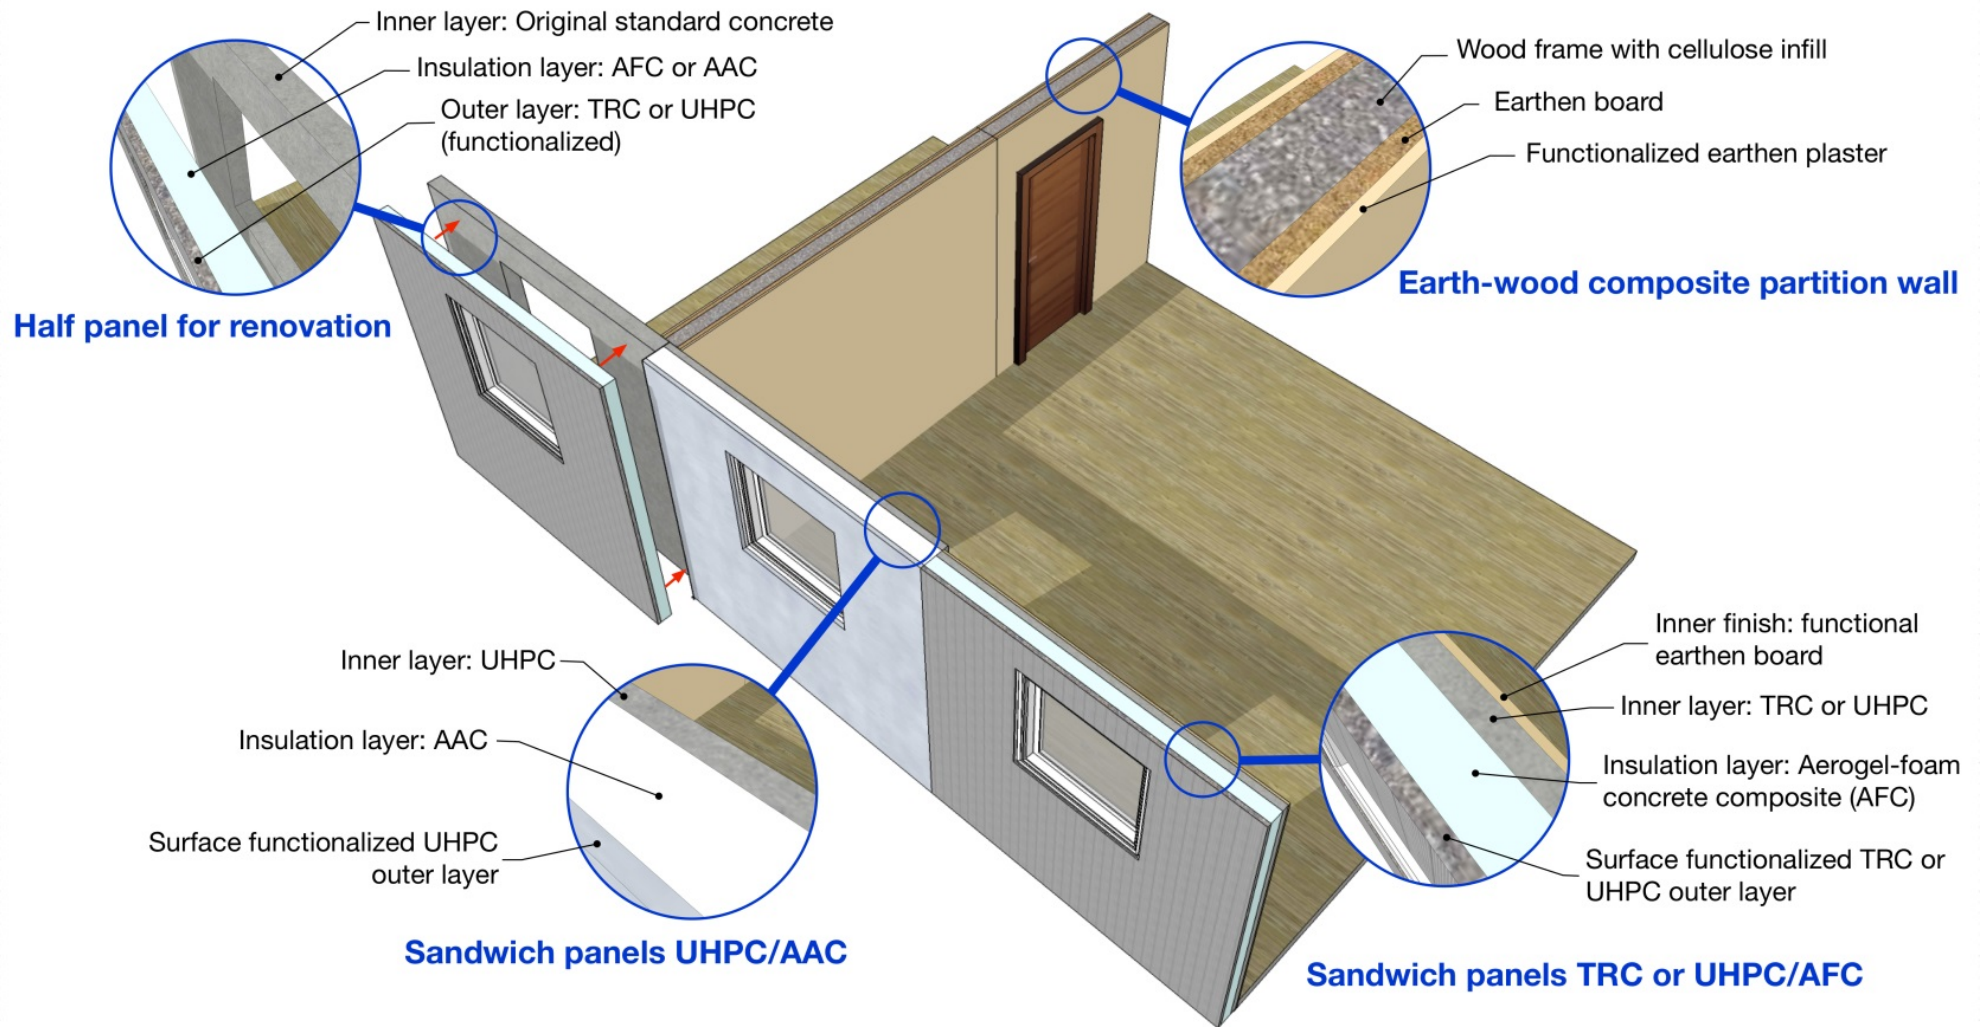 Inner layer: Original standard concrete
Insulation layer: AFC or AAC
Outer layer: TRC or UHPC
(functionalized)
Half panel for renovation
Wood frame with cellulose infill
Earthen board
Functionalized earthen plaster
Earth-wood composite partition wall
Inner layer: UHPC
Insulation layer: AAC
Surface functionalized UHPC
outer layer
Sandwich panels UHPC/AAC
Inner finish: functional
earthen board
Inner layer: TRC or UHPC
Insulation layer: Aerogel-foam
concrete composite (AFC)
Surface functionalized TRC or
UHPC outer layer
Sandwich panels TRC or UHPC/AFC